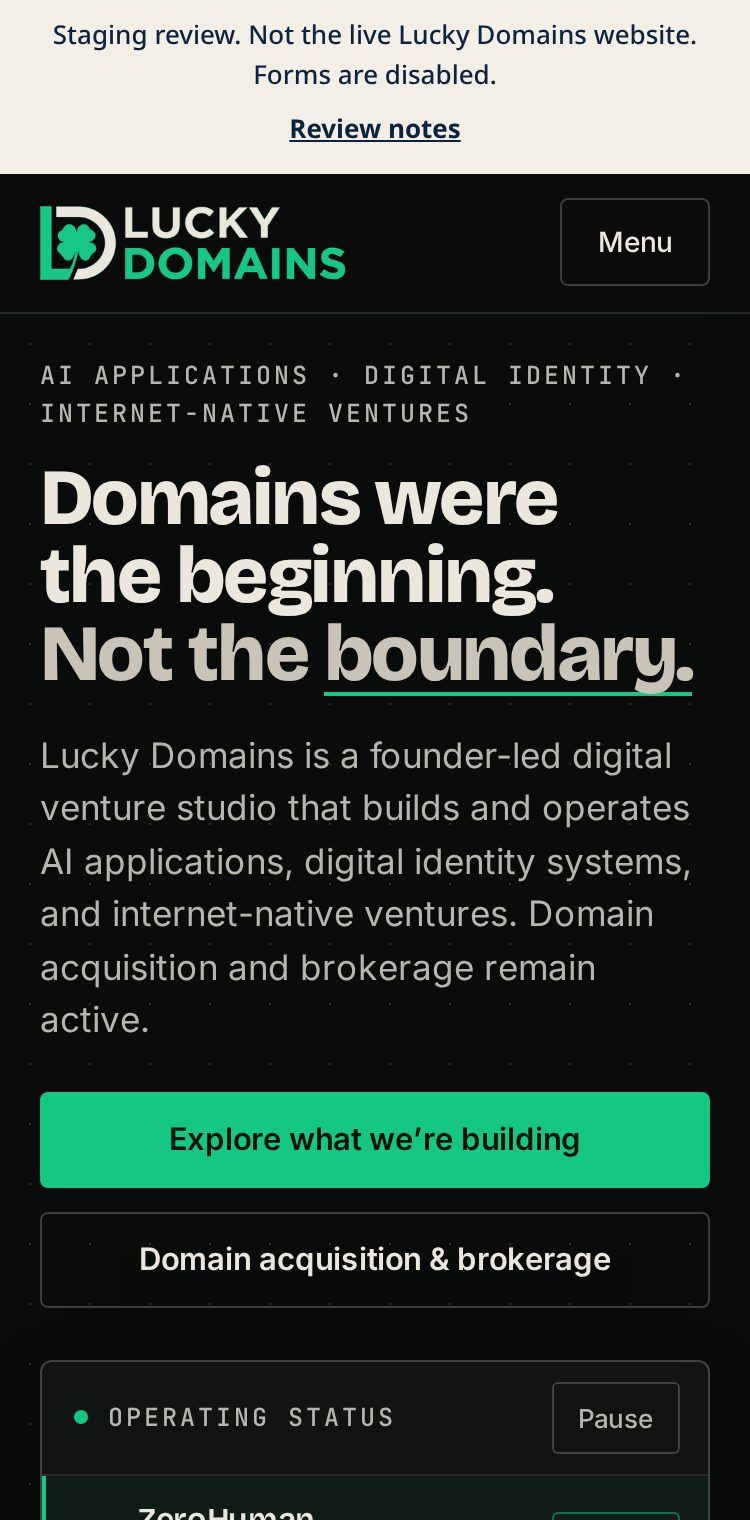 Staging review. Not the live Lucky Domains website.
Forms are disabled.
Review notes
LUCKY
DOMAINS
Menu
AI APPLICATIONS · DIGITAL IDENTITY ·
INTERNET-NATIVE VENTURES
Domains were
the beginning.
Not the boundary.
Lucky Domains is a founder-led digital
venture studio that builds and operates
AI applications, digital identity systems,
and internet-native ventures. Domain
acquisition and brokerage remain
active.
Explore what we’re building
Domain acquisition & brokerage
OPERATING STATUS
Pause
ZeroHuman